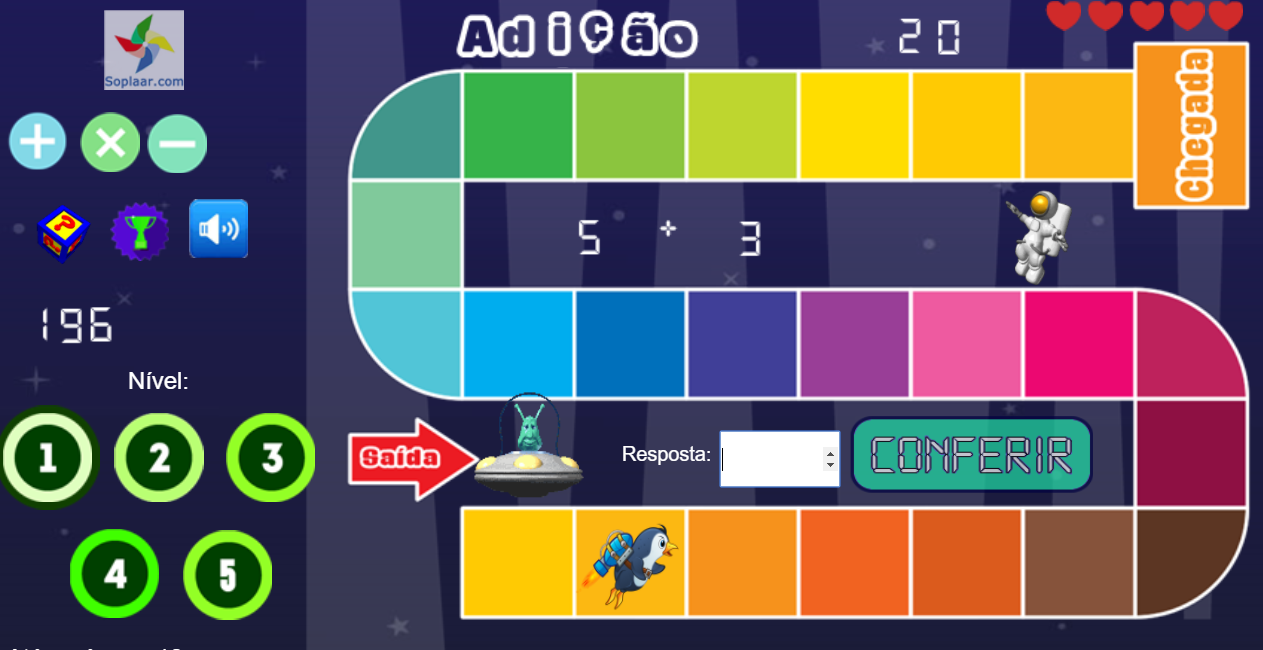 Soplaar.com
Adição
20
Chegada
5 + 3
196
Nível:
1 2 3
4 5
Saída
Resposta:
CONFERIR